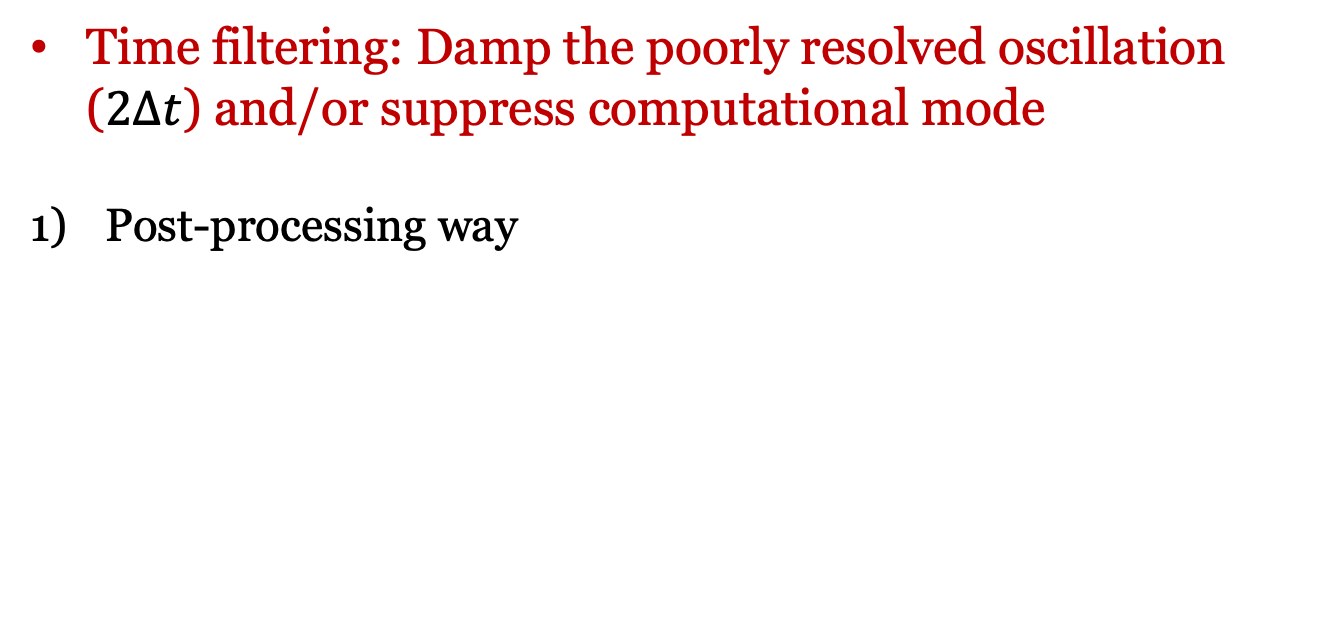 • Time filtering: Damp the poorly resolved oscillation
(2Δt) and/or suppress computational mode
1) Post-processing way